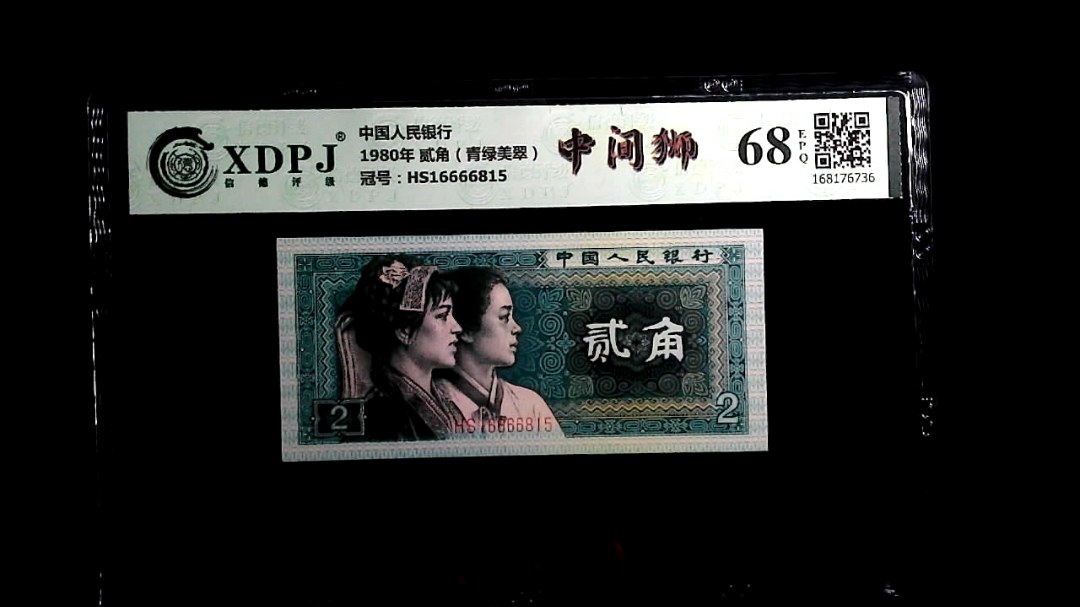 XDPJ®
信德评级
中国人民银行
1980年 贰角（青绿美翠）
冠号：HS16666815
中间狮
68
EPQ
168176736
中国人民银行
贰角
2
2
HS16666815